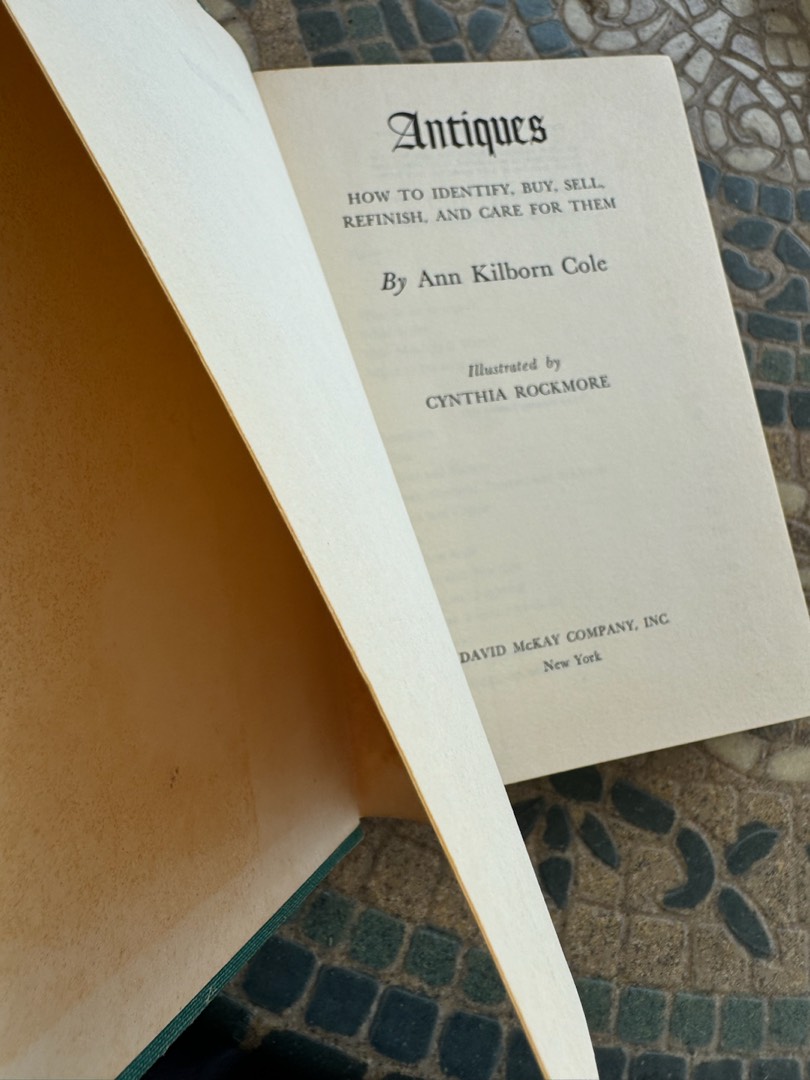 Antiques
HOW TO IDENTIFY, BUY, SELL,
REFINISH, AND CARE FOR THEM
By Ann Kilborn Cole
Illustrated by
CYNTHIA ROCKMORE
DAVID McKAY COMPANY, INC.
New York